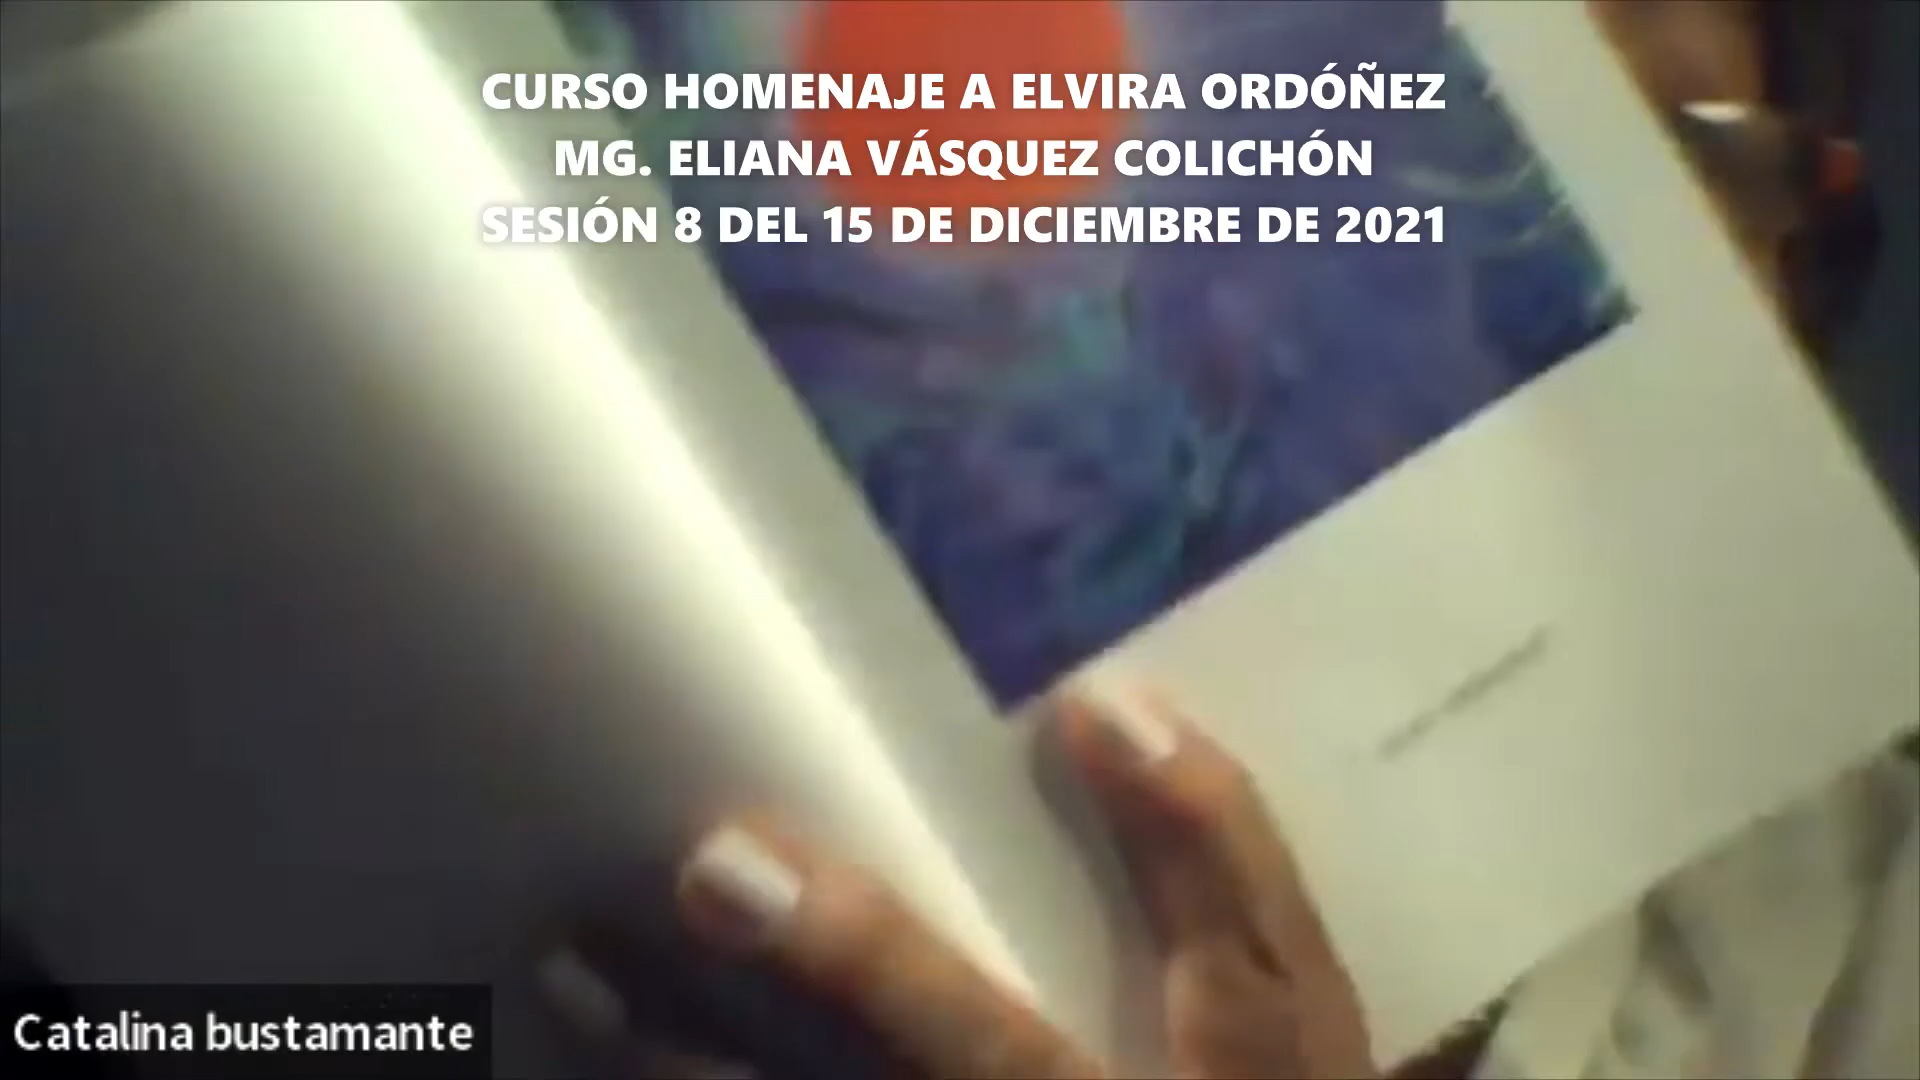 CURSO HOMENAJE A ELVIRA ORDÓÑEZ
MG. ELIANA VÁSQUEZ COLICHÓN
SESIÓN 8 DEL 15 DE DICIEMBRE DE 2021
Catalina bustamante